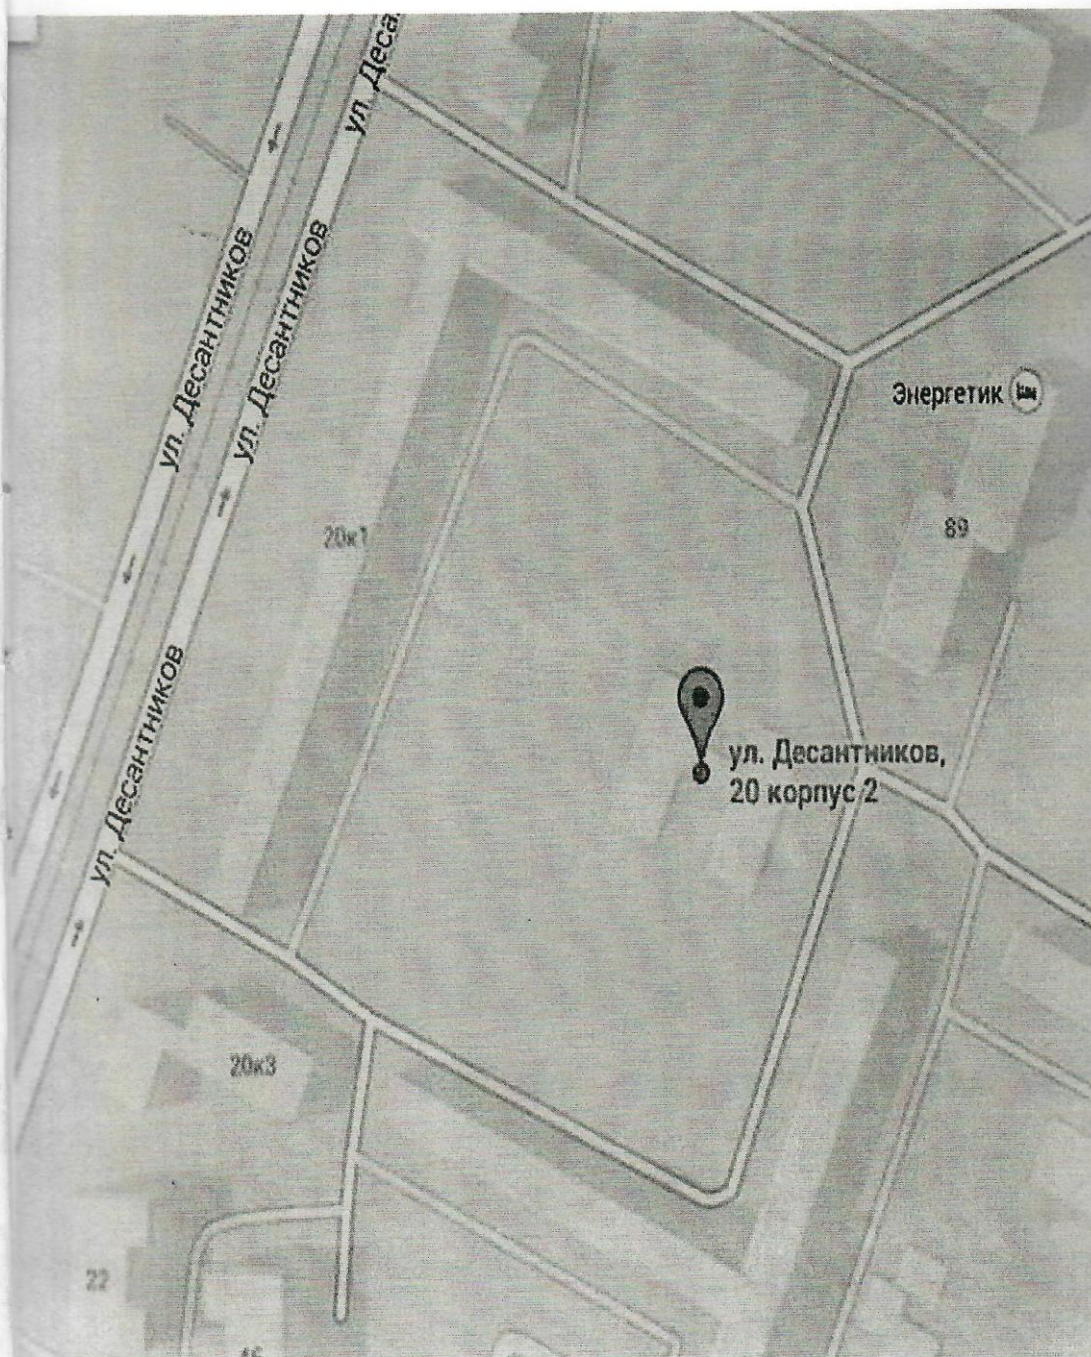 ул. Деса
ул. Десантников
ул. Десантников
Энергетик
20к1
89
ул. Десантников,
20 корпус 2
ул. Десантников
20к3
22